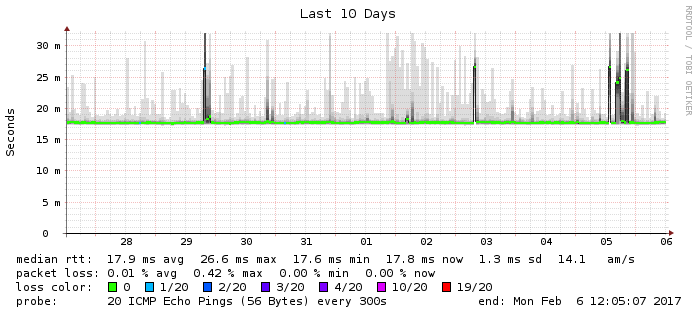 Last 10 Days
RRDTOOL / TOBI OETIKER
Seconds
30 m
25 m
20 m
15 m
10 m
5 m
0
28 29 30 31 01 02 03 04 05 06
median rtt: 17.9 ms avg 26.6 ms max 17.6 ms min 17.8 ms now 1.3 ms sd 14.1 am/s
packet loss: 0.01 % avg 0.42 % max 0.00 % min 0.00 % now
loss color: 0 1/20 2/20 3/20 4/20 10/20 19/20
probe: 20 ICMP Echo Pings (56 Bytes) every 300s end: Mon Feb 6 12:05:07 2017